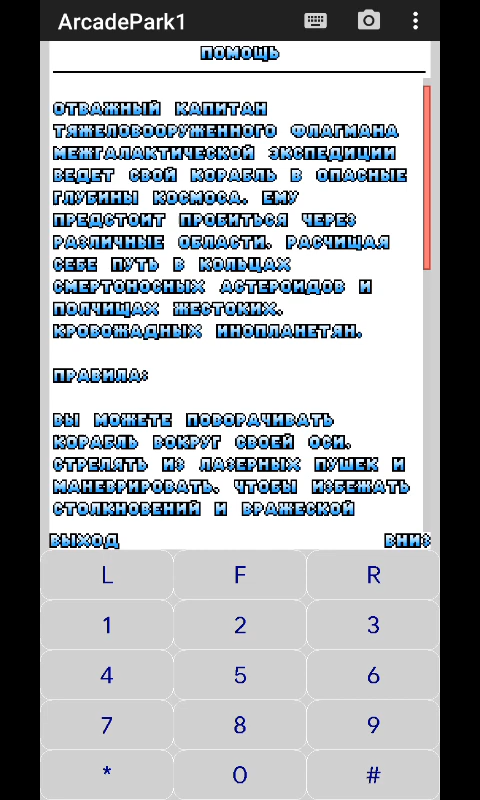 ArcadePark1
ПОМОЩЬ
ОТВАЖНЫЙ КАПИТАН
ТЯЖЕЛОВООРУЖЕННОГО ФЛАГМАНА
МЕЖГАЛАКТИЧЕСКОЙ ЭКСПЕДИЦИИ
ВЕДЕТ СВОЙ КОРАБЛЬ В ОПАСНЫЕ
ГЛУБИНЫ КОСМОСА. ЕМУ
ПРЕДСТОИТ ПРОБИТЬСЯ ЧЕРЕЗ
РАЗЛИЧНЫЕ ОБЛАСТИ, РАСЧИЩАЯ
СЕБЕ ПУТЬ В КОЛЬЦАХ
СМЕРТОНОСНЫХ АСТЕРОИДОВ И
ПОЛЧИЩАХ ЖЕСТОКИХ,
КРОВОЖАДНЫХ ИНОПЛАНЕТЯН.
ПРАВИЛА:
ВЫ МОЖЕТЕ ПОВОРАЧИВАТЬ
КОРАБЛЬ ВОКРУГ СВОЕЙ ОСИ,
СТРЕЛЯТЬ ИЗ ЛАЗЕРНЫХ ПУШЕК И
МАНЕВРИРОВАТЬ, ЧТОБЫ ИЗБЕЖАТЬ
СТОЛКНОВЕНИЙ И ВРАЖЕСКОЙ
ВЫХОД ВНИЗ
L F R
1 2 3
4 5 6
7 8 9
* 0 #